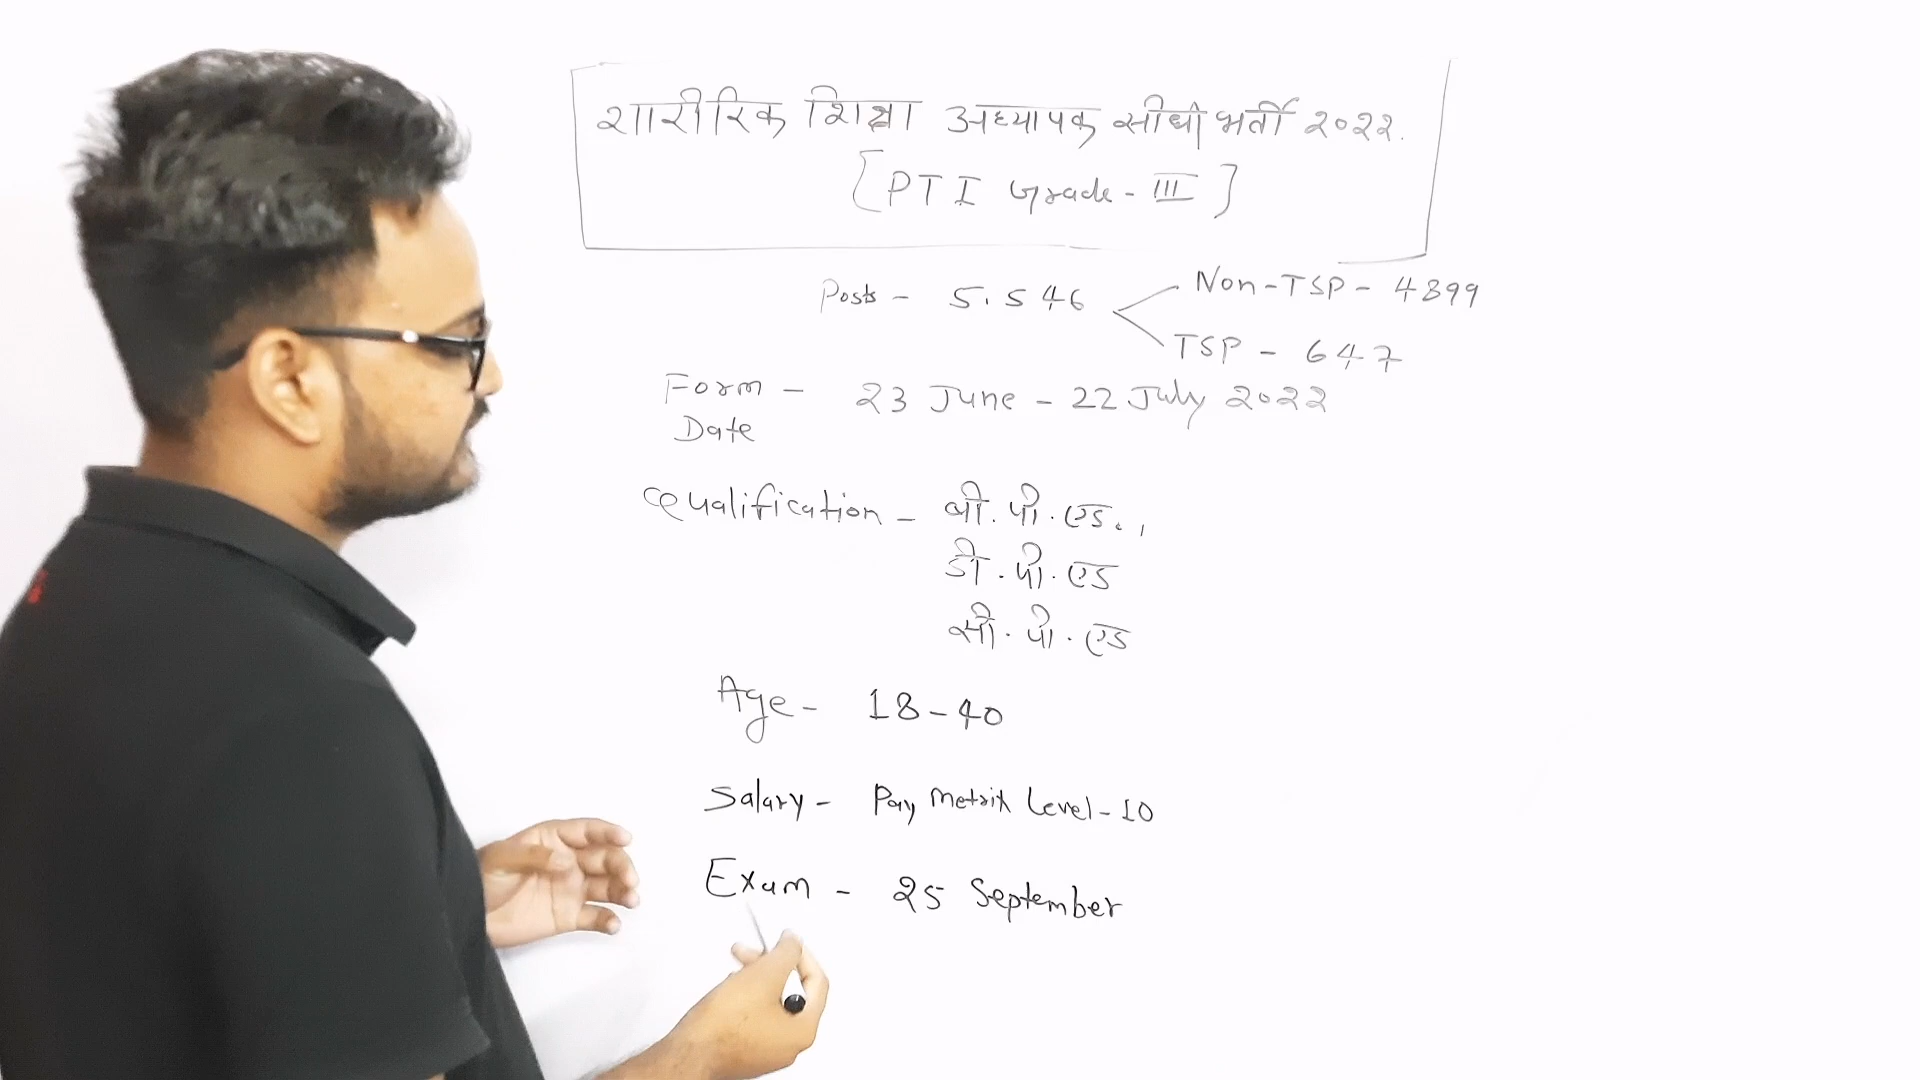 शारीरिक शिक्षा अध्यापक सीधी भर्ती 2022.
[PTI Grade - III]
Posts - 5.546
Non-TSP - 4899
TSP - 647
Form Date - 23 June - 22 July 2022
Qualification - बी.पी.एड.,
डी.पी.एड
सी.पी.एड
Age - 18-40
Salary - Pay Metrix Level-10
Exam - 25 September